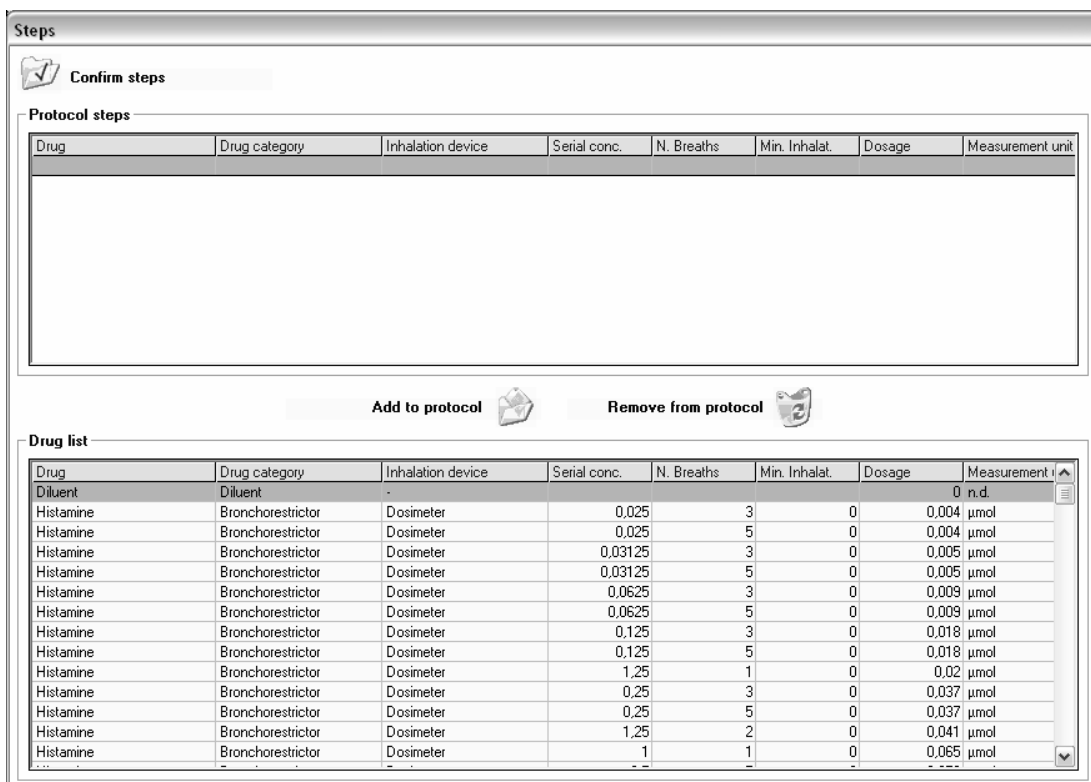 Steps
Confirm steps
Protocol steps
Drug Drug category Inhalation device Serial conc. N. Breaths Min. Inhalat. Dosage Measurement unit
Add to protocol Remove from protocol
Drug list
Drug Drug category Inhalation device Serial conc. N. Breaths Min. Inhalat. Dosage Measurement
Diluent Diluent - 0 n.d.
Histamine Bronchorestrictor Dosimeter 0,025 3 0 0,004 µmol
Histamine Bronchorestrictor Dosimeter 0,025 5 0 0,004 µmol
Histamine Bronchorestrictor Dosimeter 0,03125 3 0 0,005 µmol
Histamine Bronchorestrictor Dosimeter 0,03125 5 0 0,005 µmol
Histamine Bronchorestrictor Dosimeter 0,0625 3 0 0,009 µmol
Histamine Bronchorestrictor Dosimeter 0,0625 5 0 0,009 µmol
Histamine Bronchorestrictor Dosimeter 0,125 3 0 0,018 µmol
Histamine Bronchorestrictor Dosimeter 0,125 5 0 0,018 µmol
Histamine Bronchorestrictor Dosimeter 1,25 1 0 0,02 µmol
Histamine Bronchorestrictor Dosimeter 0,25 3 0 0,037 µmol
Histamine Bronchorestrictor Dosimeter 0,25 5 0 0,037 µmol
Histamine Bronchorestrictor Dosimeter 1,25 2 0 0,041 µmol
Histamine Bronchorestrictor Dosimeter 1 1 0 0,065 µmol